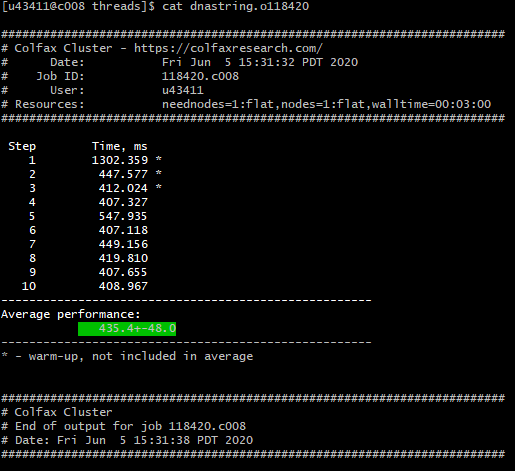 [u43411@c008 threads]$ cat dnastring.o118420
########################################################################
# Colfax Cluster - https://colfaxresearch.com/
#      Date:           Fri Jun  5 15:31:32 PDT 2020
#    Job ID:           118420.c008
#      User:           u43411
# Resources:           neednodes=1:flat,nodes=1:flat,walltime=00:03:00
########################################################################
 Step        Time, ms
    1        1302.359 *
    2         447.577 *
    3         412.024 *
    4         407.327
    5         547.935
    6         407.118
    7         449.156
    8         419.810
    9         407.655
   10         408.967
-----------------------------------------------------
Average performance:
              435.4+-48.0
-----------------------------------------------------
* - warm-up, not included in average
########################################################################
# Colfax Cluster
# End of output for job 118420.c008
# Date: Fri Jun  5 15:31:38 PDT 2020
########################################################################